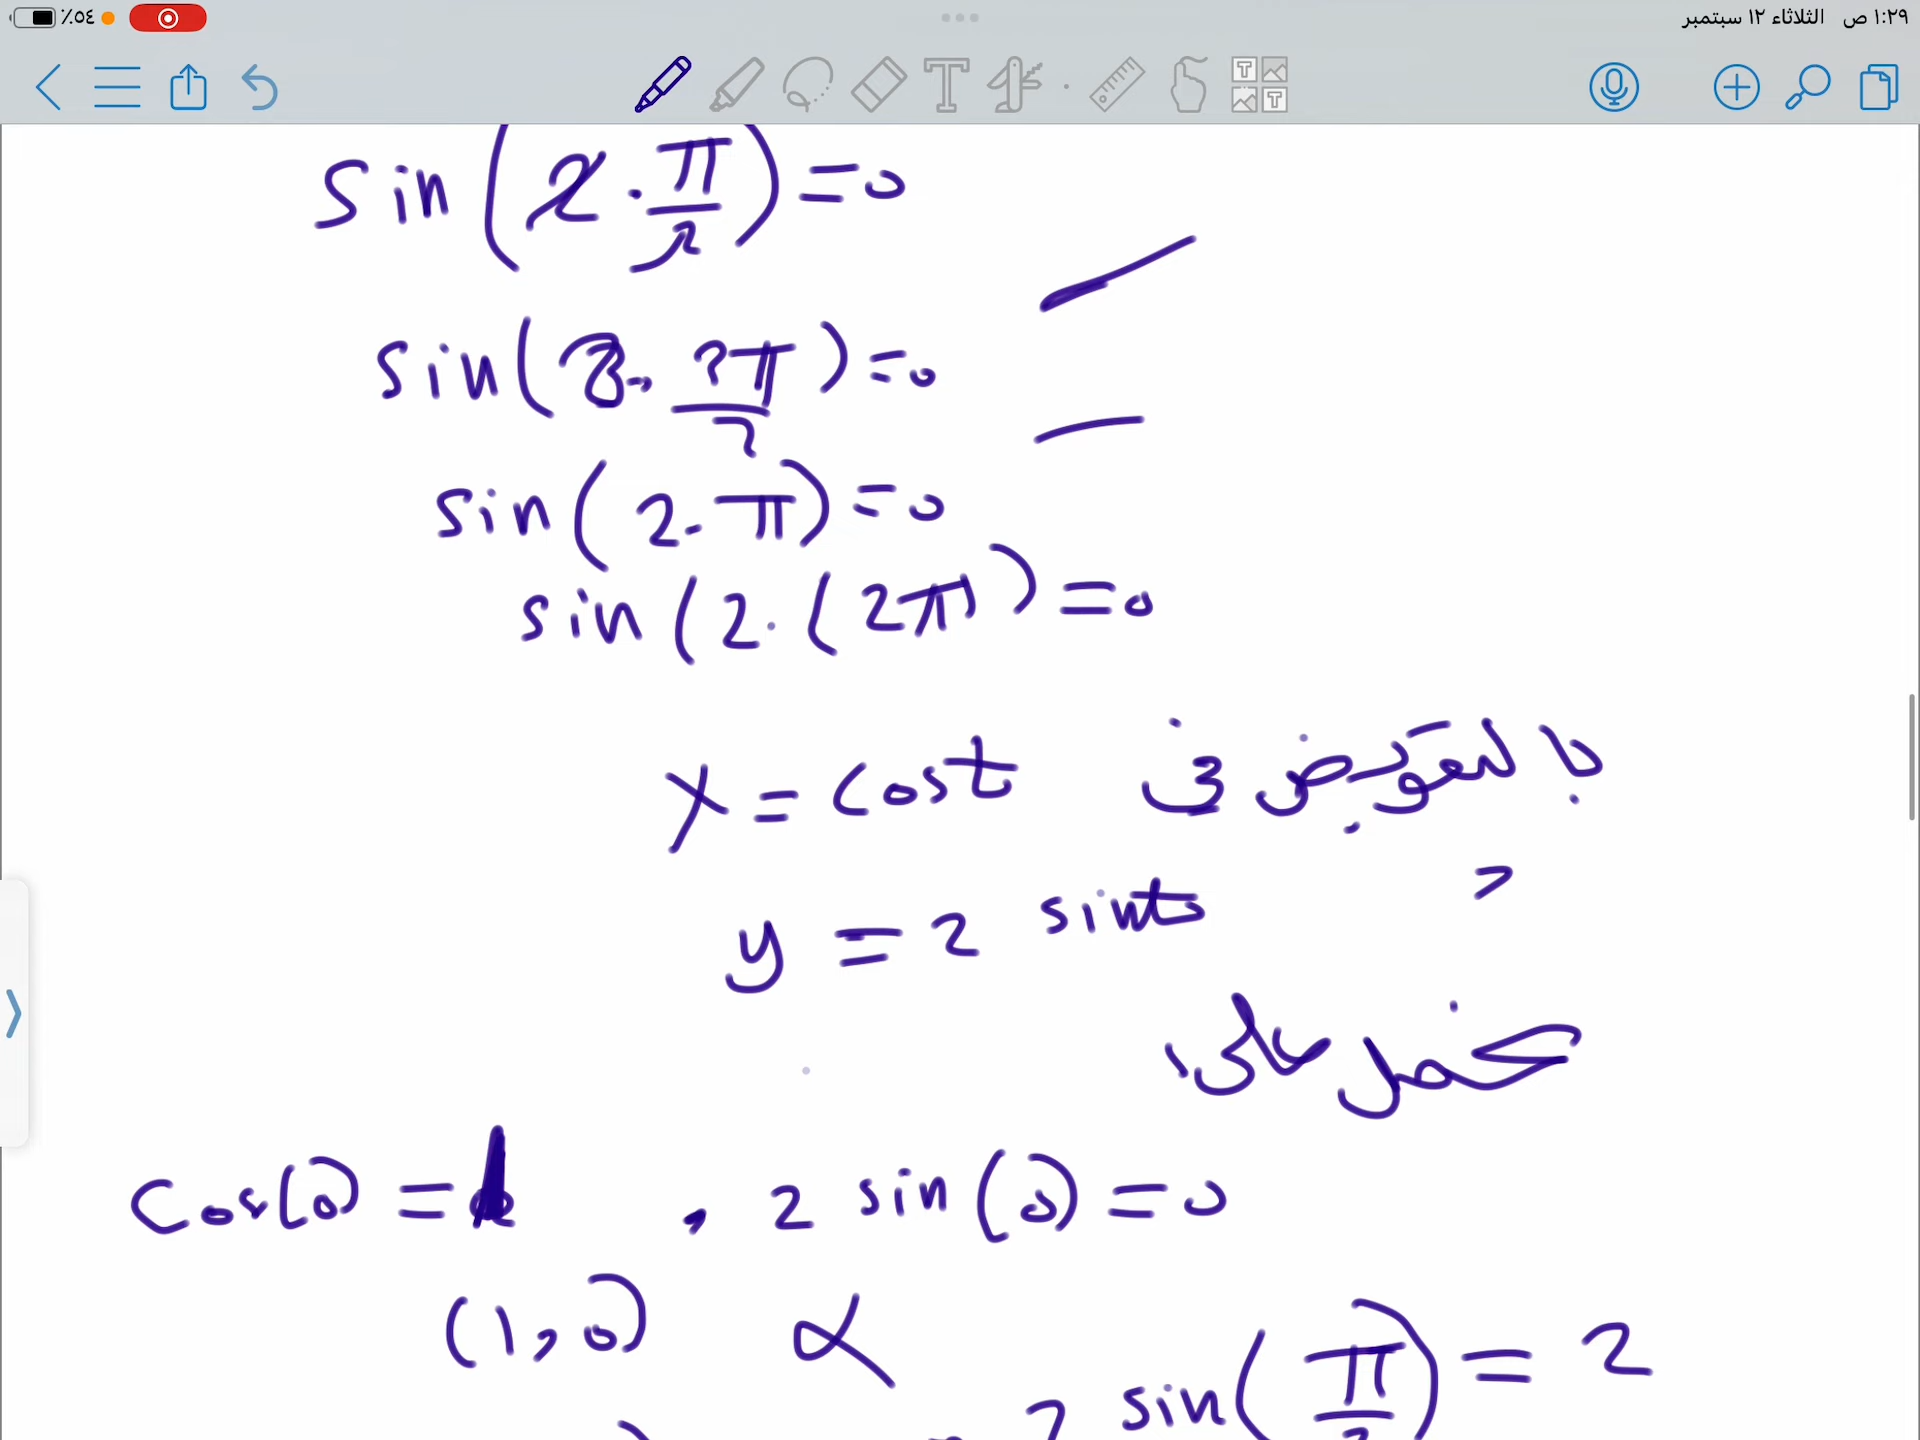 ٪٥٤
١:٢٩ ص الثلاثاء ١٢ سبتمبر
sin(2·π/2)=0
sin(2·3π/2)=0
sin(2·π)=0
sin(2·(2π))=0
بالتعويض في x = cost
y = 2 sint
نحصل على
cos(0) = 1 , 2 sin(0) = 0
(1,0) α
2 sin(π/2) = 2